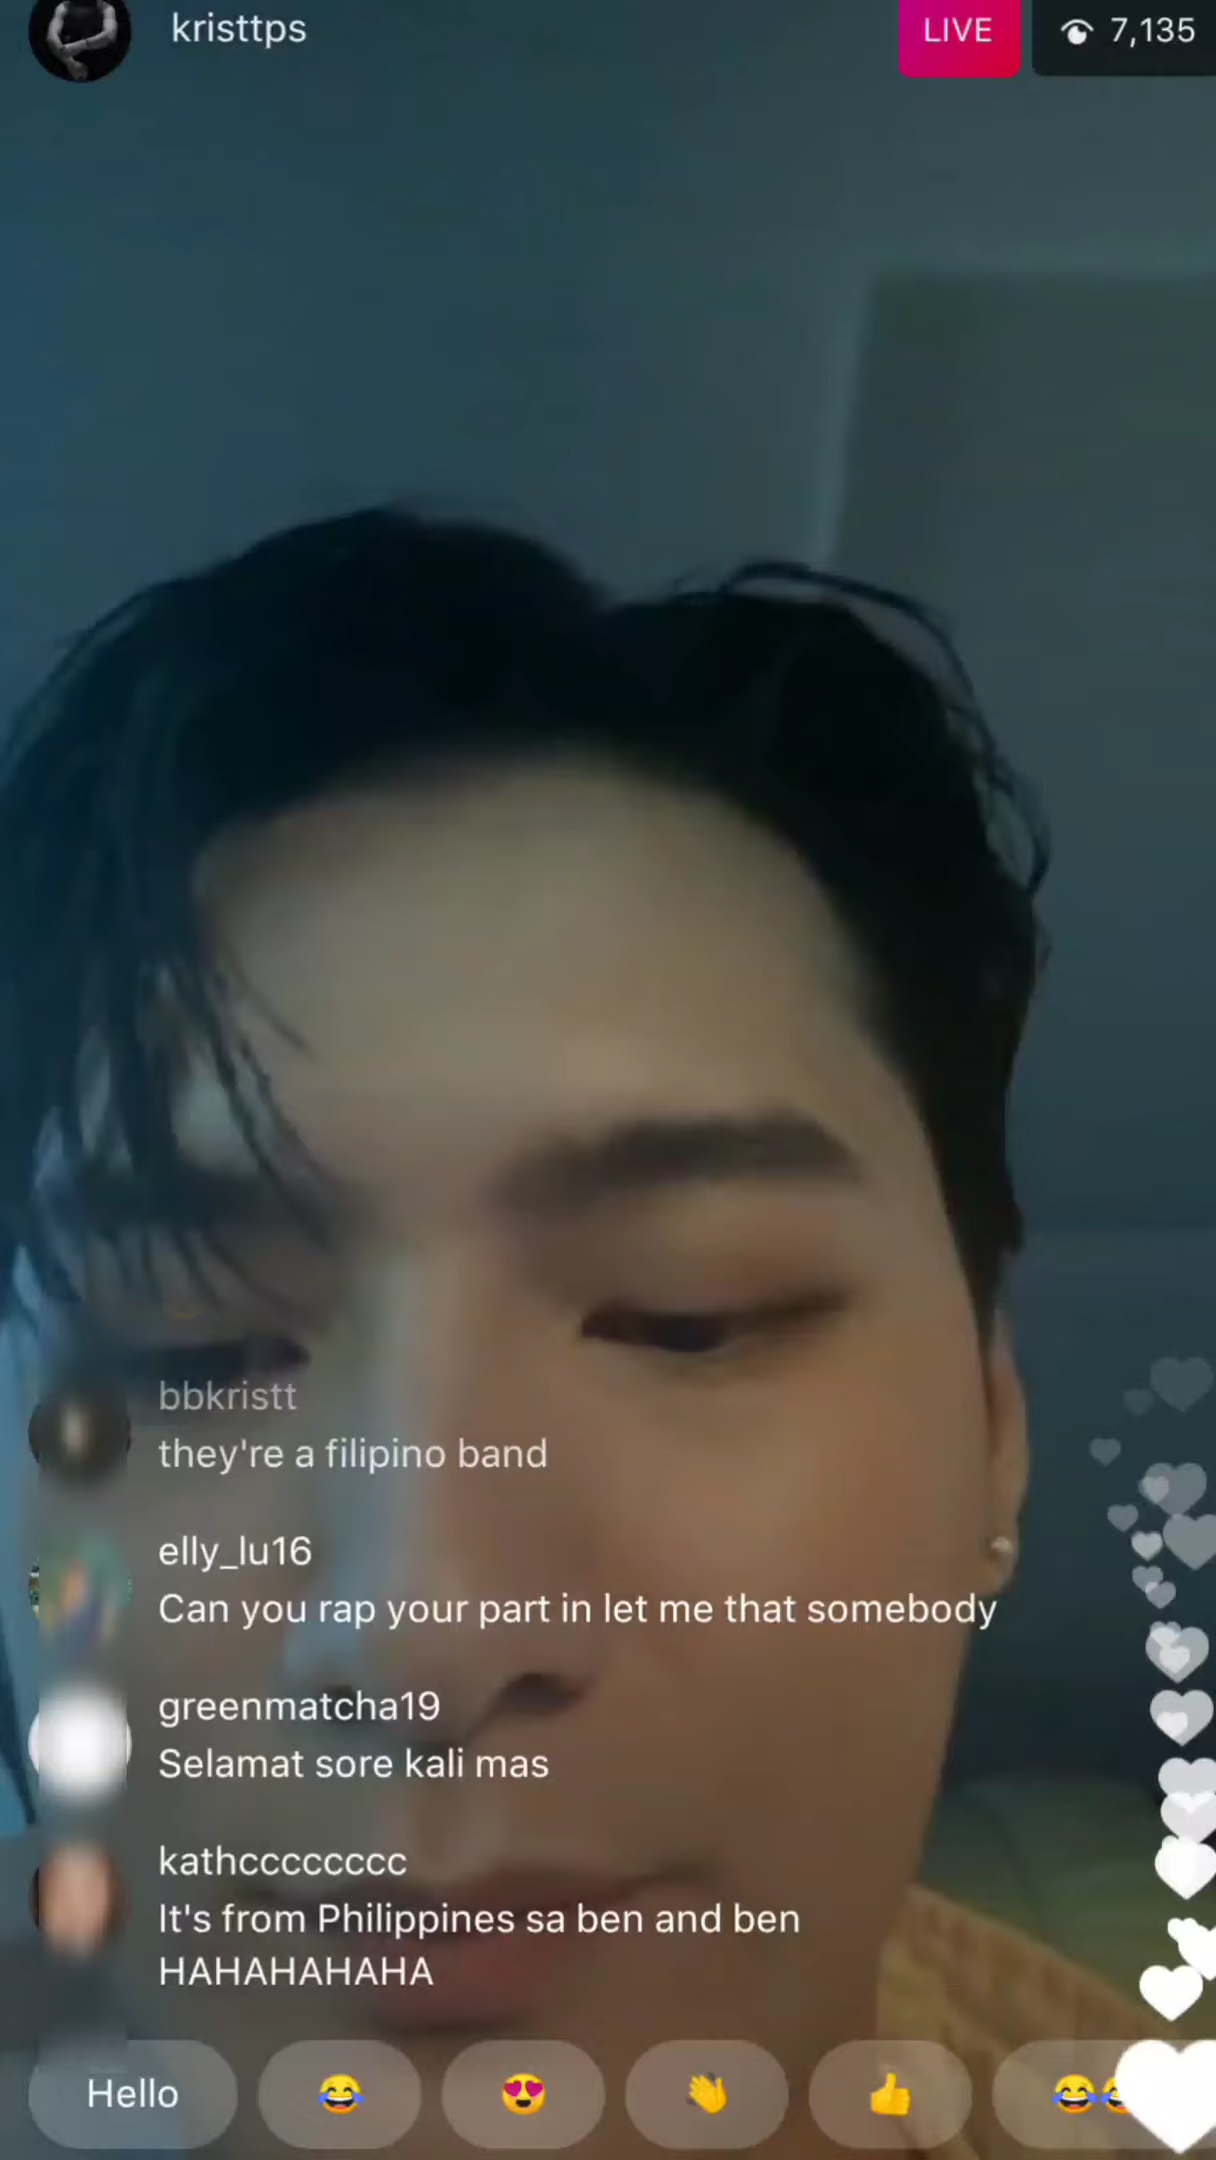 kristtps
LIVE
7,135
bbkristt
they're a filipino band
elly_lu16
Can you rap your part in let me that somebody
greenmatcha19
Selamat sore kali mas
kathcccccccc
It's from Philippines sa ben and ben
HAHAHAHAHA
Hello